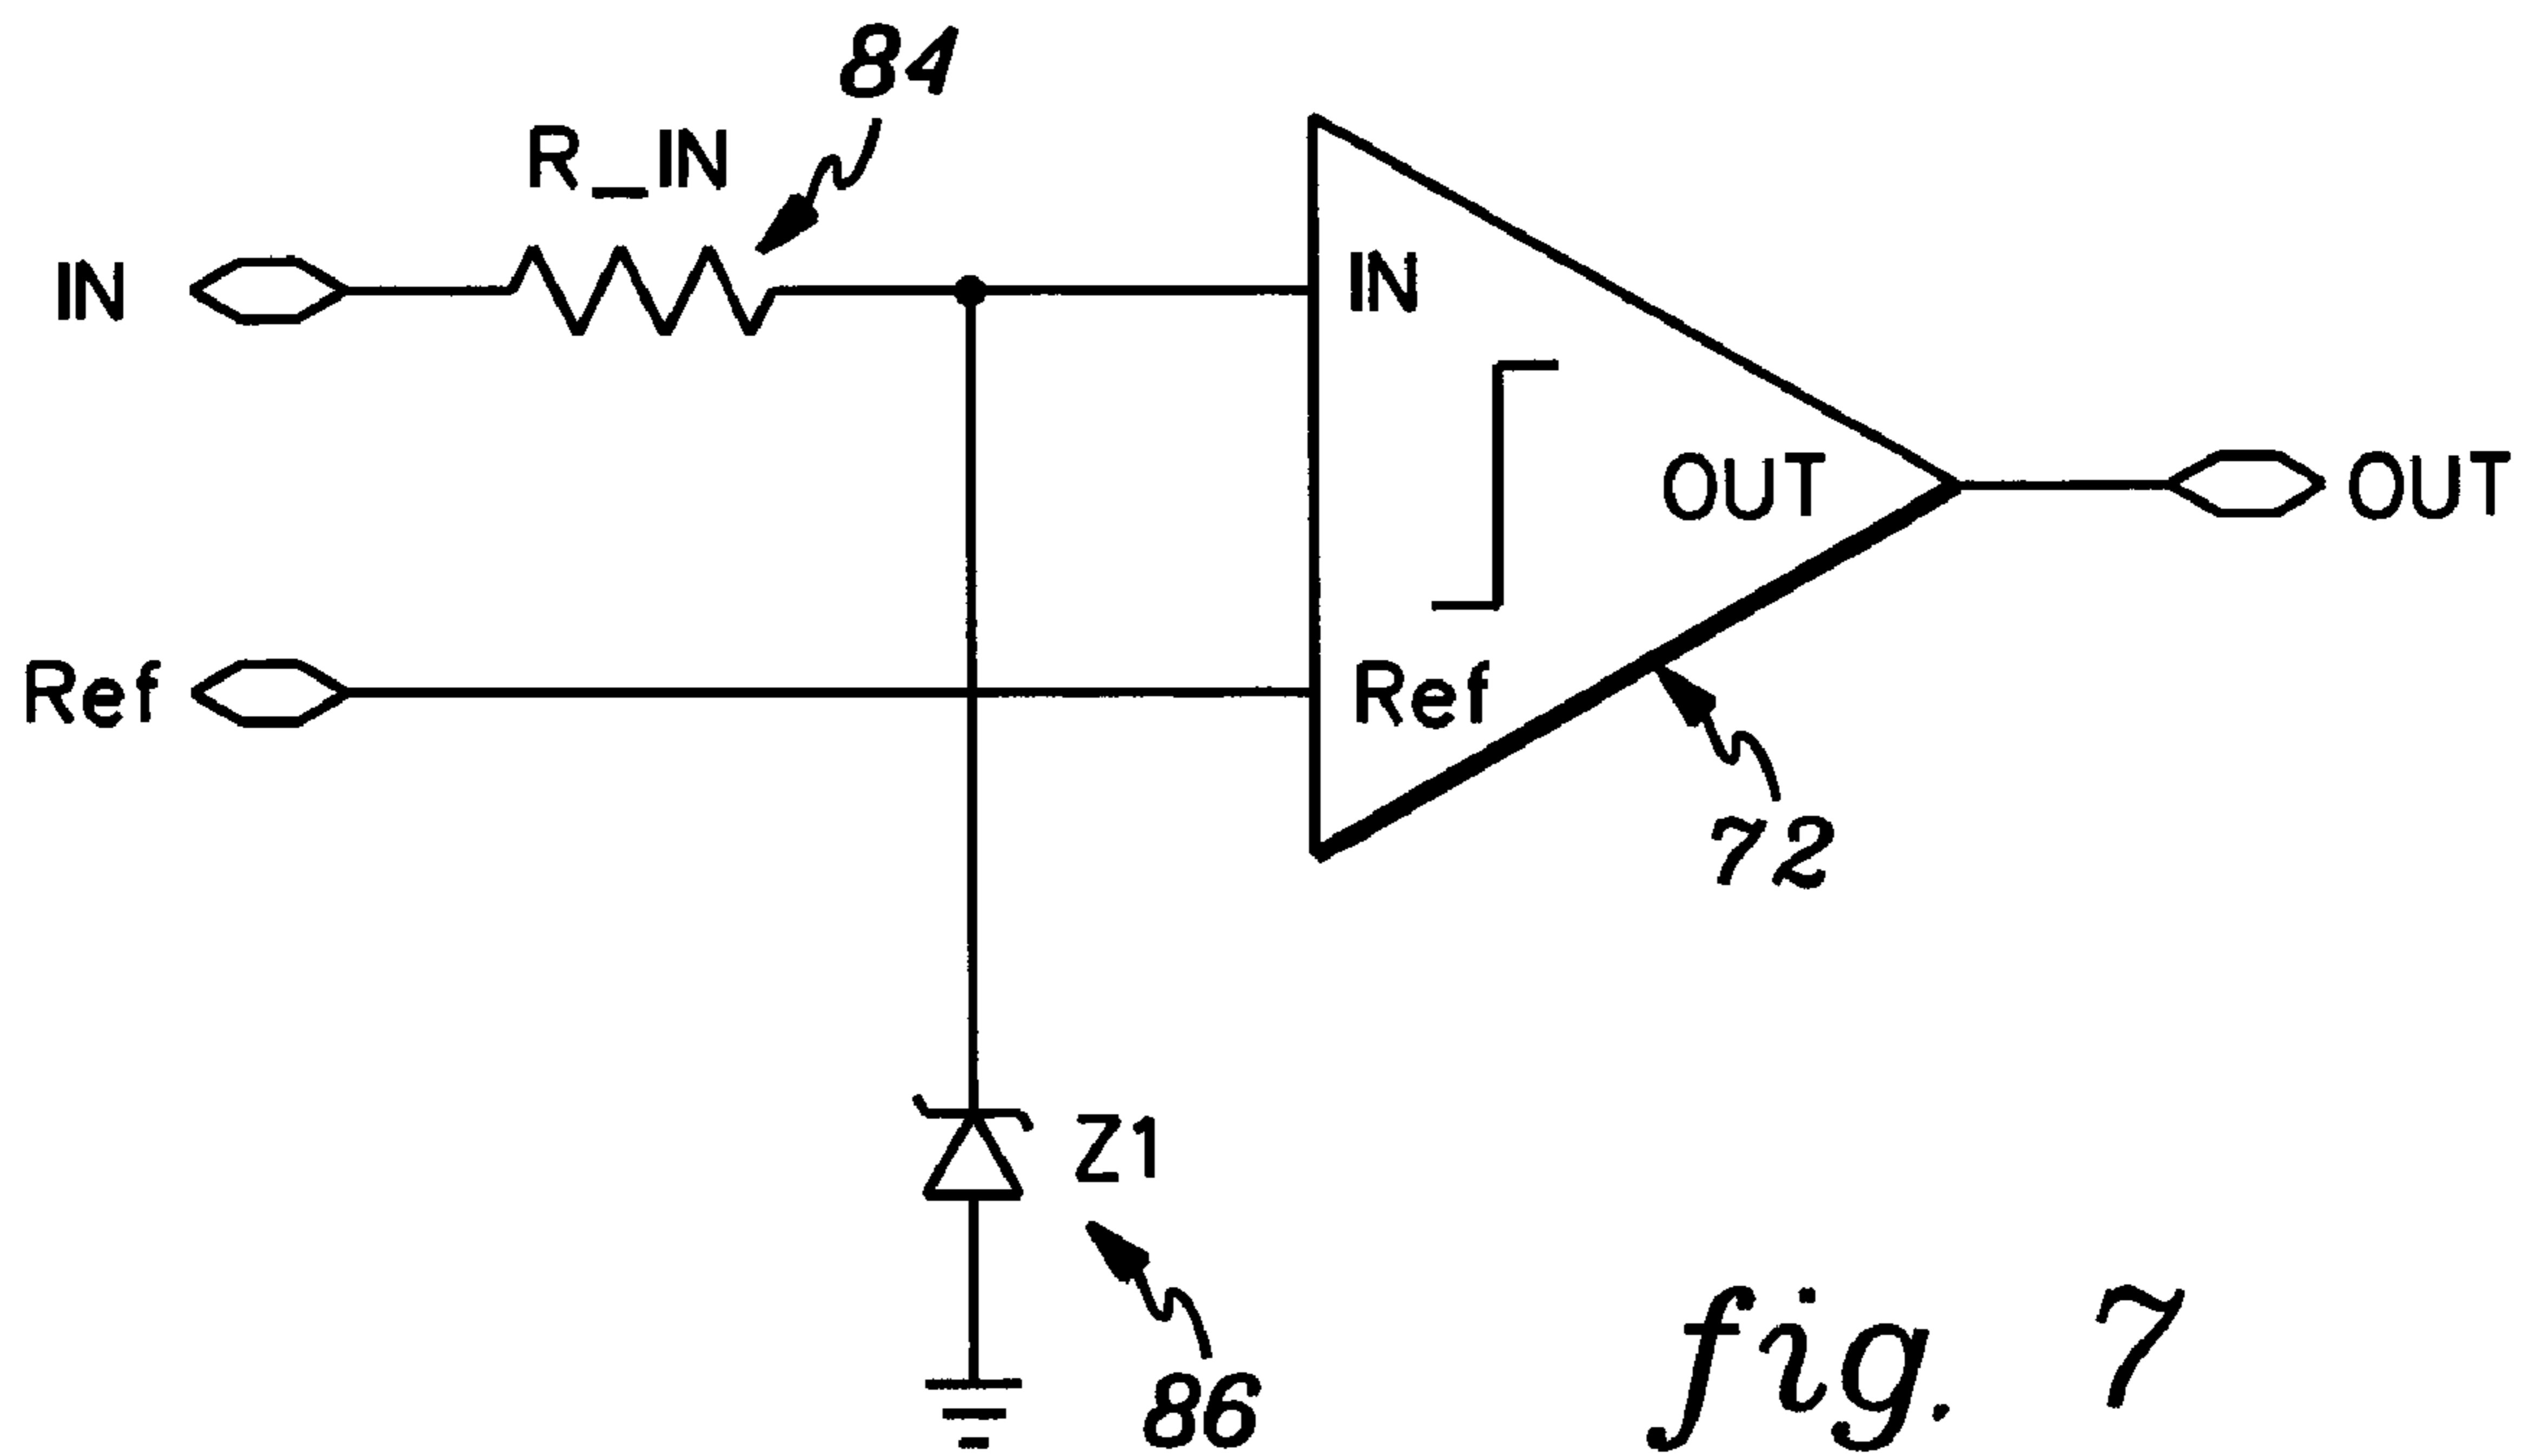 84
R_IN
IN
IN
OUT
OUT
Ref
Ref
72
Z1
86
fig. 7